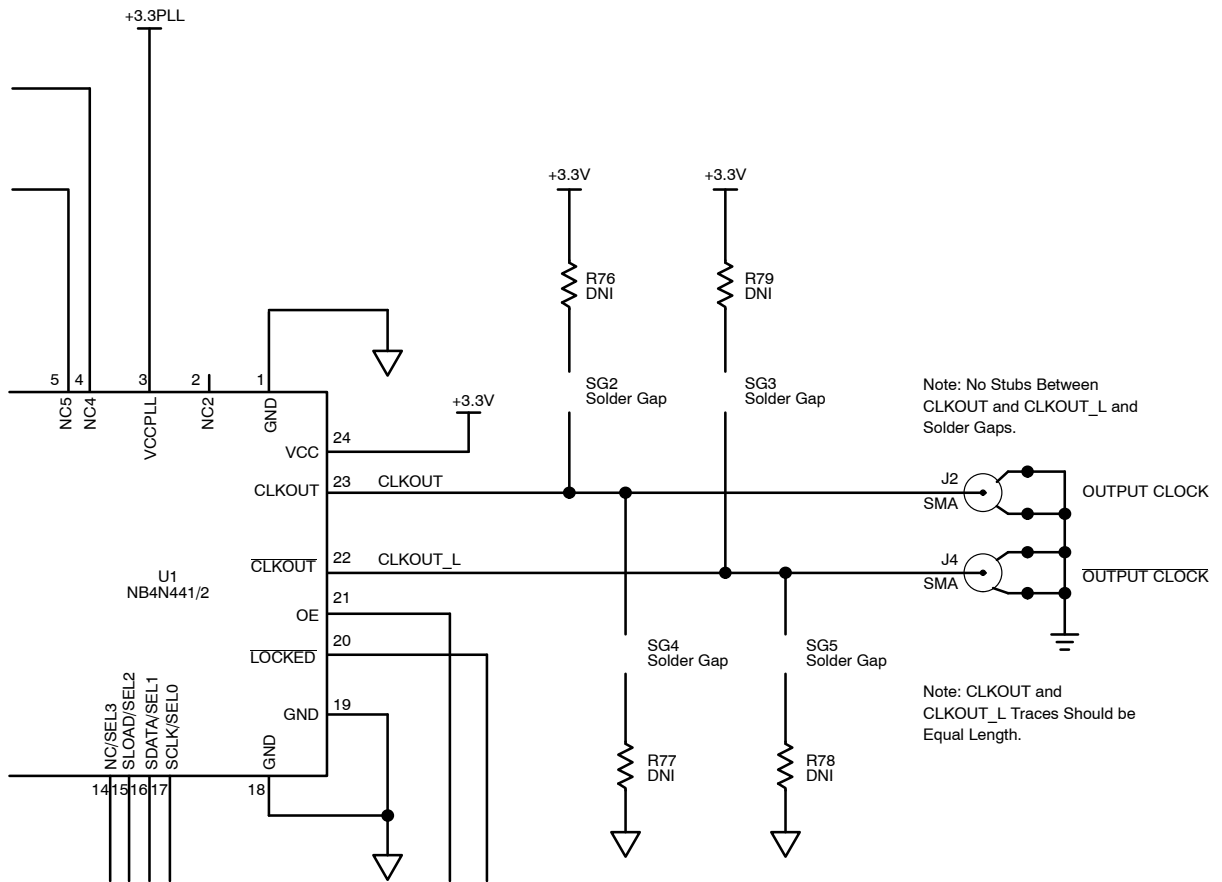 +3.3PLL
+3.3V
+3.3V
R76
DNI
R79
DNI
5
4
3
2
1
NC5
NC4
VCCPLL
NC2
GND
SG2
Solder Gap
SG3
Solder Gap
Note: No Stubs Between
CLKOUT and CLKOUT_L and
Solder Gaps.
+3.3V
VCC
24
CLKOUT
23
CLKOUT
J2
SMA
OUTPUT CLOCK
CLKOUT
22
CLKOUT_L
J4
SMA
OUTPUT CLOCK
U1
NB4N441/2
OE
21
LOCKED
20
SG4
Solder Gap
SG5
Solder Gap
Note: CLKOUT and
CLKOUT_L Traces Should be
Equal Length.
GND
19
NC/SEL3
SLOAD/SEL2
SDATA/SEL1
SCLK/SEL0
GND
R77
DNI
R78
DNI
14
15
16
17
18